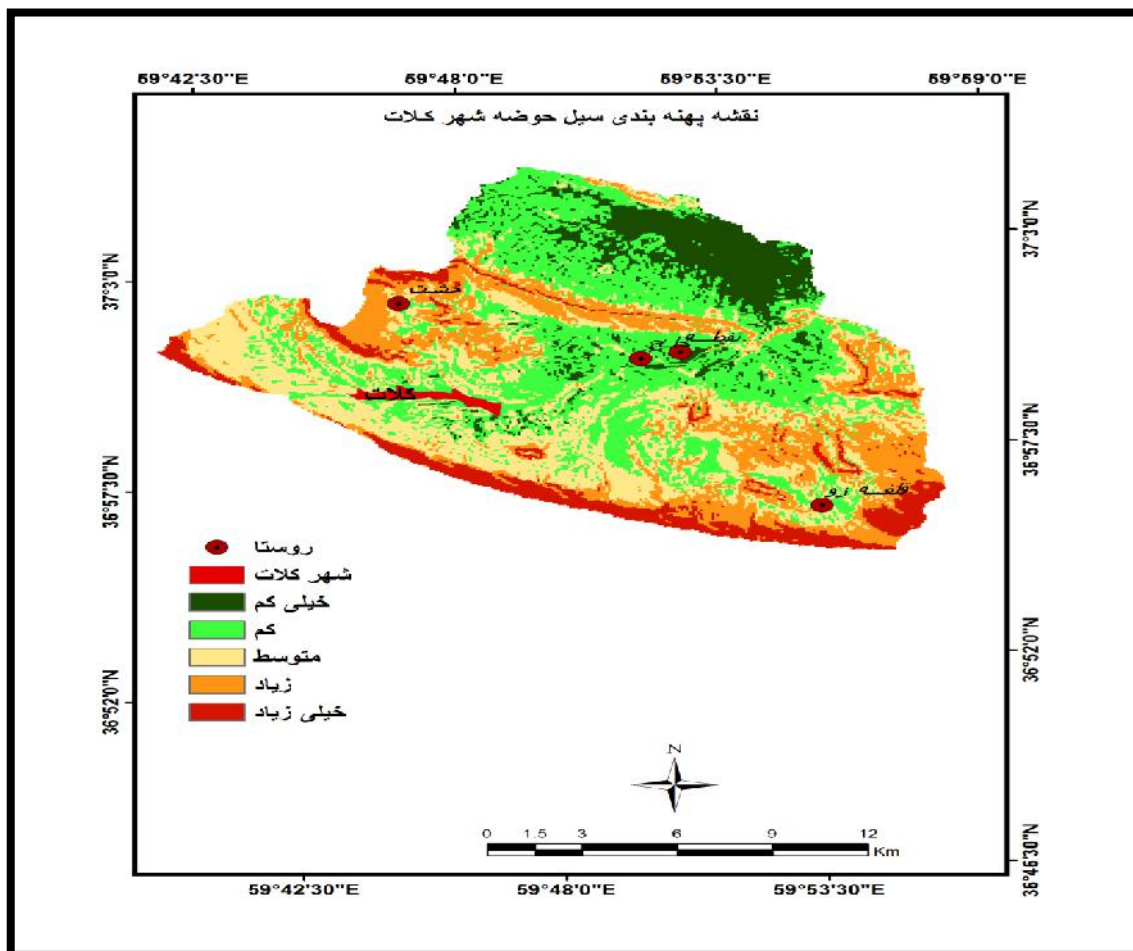 59°42'30"E 59°48'0"E 59°53'30"E 59°59'0"E
نقشه پهنه بندی سیل حوضه شهر کلات
37°3'0"N
37°3'0"N
خشت
کلات
36°57'30"N
36°57'30"N
قلعه نو
روستا
شهر کلات
خیلی کم
کم
متوسط
زیاد
خیلی زیاد
36°52'0"N
36°52'0"N
N
0 1.5 3 6 9 12
Km
36°46'30"N
59°42'30"E 59°48'0"E 59°53'30"E